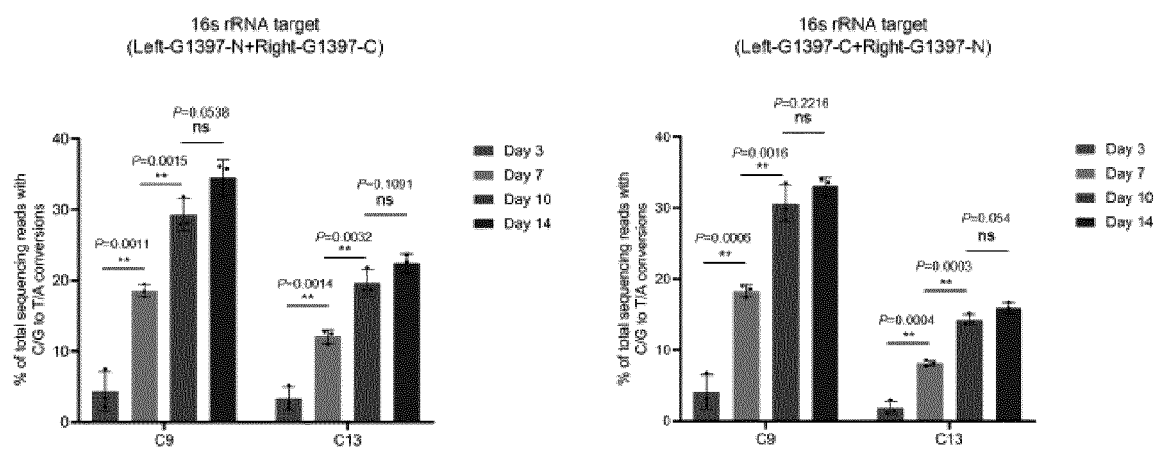 16s rRNA target
(Left-G1397-N+Right-G1397-C)
% of total sequencing reads with
C/G to T/A conversions
40
30
20
10
0
P=0.0011
**
P=0.0015
**
P=0.0538
ns
P=0.0014
**
P=0.0032
**
P=0.1091
ns
C9
C13
Day 3
Day 7
Day 10
Day 14
16s rRNA target
(Left-G1397-C+Right-G1397-N)
% of total sequencing reads with
C/G to T/A conversions
40
30
20
10
0
P=0.0006
**
P=0.0016
**
P=0.2216
ns
P=0.0004
**
P=0.0003
**
P=0.054
ns
C9
C13
Day 3
Day 7
Day 10
Day 14